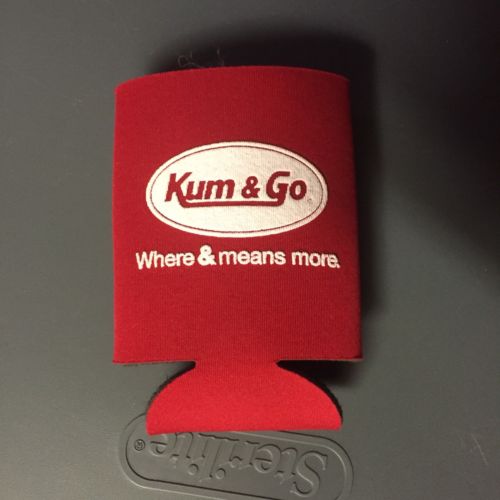 Kum & Go®
Where & means more.
Sterilite®